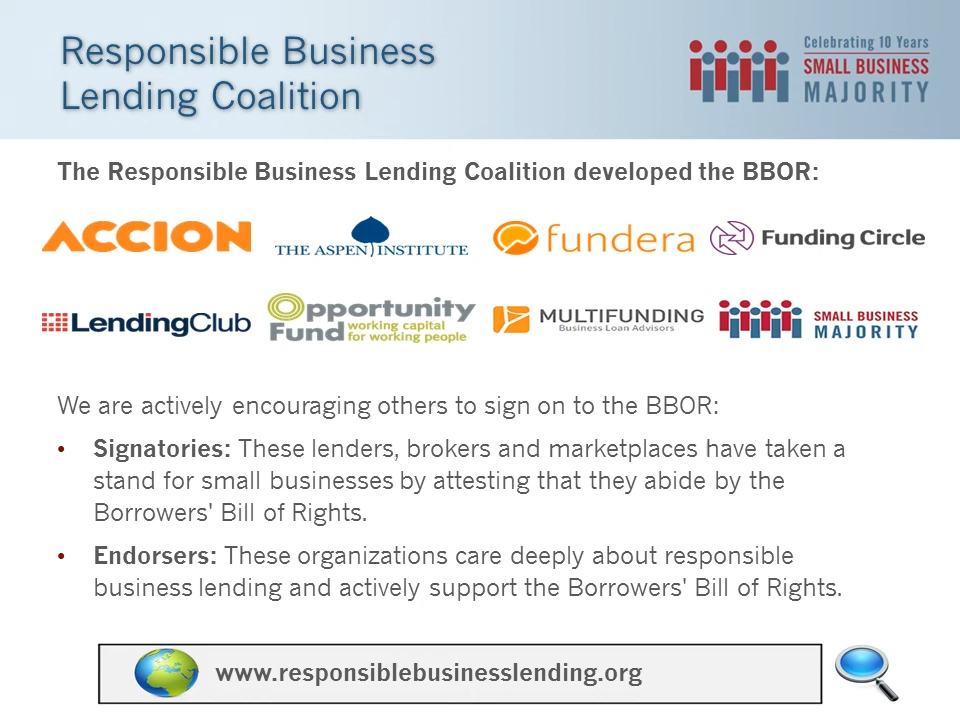 Responsible Business
Lending Coalition
Celebrating 10 Years
SMALL BUSINESS
MAJORITY
The Responsible Business Lending Coalition developed the BBOR:
ACCION
THE ASPEN INSTITUTE
fundera
Funding Circle
LendingClub
Opportunity
Fund working capital
for working people
MULTIFUNDING
Business Loan Advisors
SMALL BUSINESS
MAJORITY
We are actively encouraging others to sign on to the BBOR:
• Signatories: These lenders, brokers and marketplaces have taken a
stand for small businesses by attesting that they abide by the
Borrowers' Bill of Rights.
• Endorsers: These organizations care deeply about responsible
business lending and actively support the Borrowers' Bill of Rights.
www.responsiblebusinesslending.org